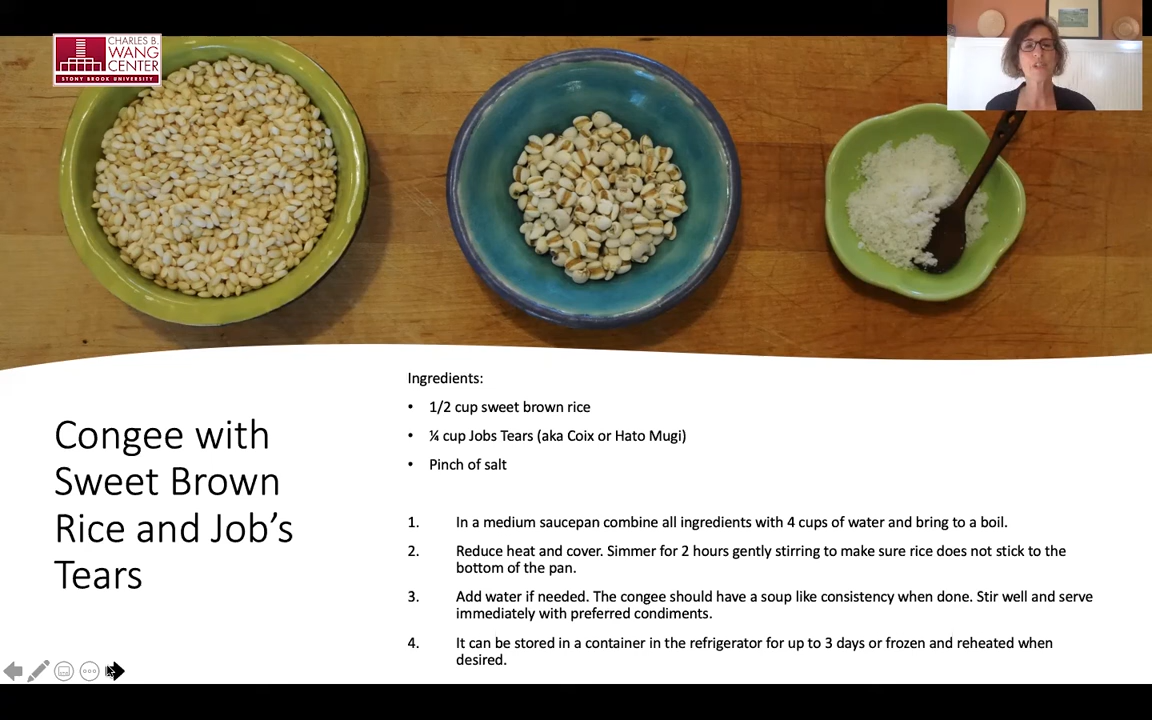 CHARLES B.
WANG
CENTER
STONY BROOK UNIVERSITY
Congee with
Sweet Brown
Rice and Job's
Tears
Ingredients:
• 1/2 cup sweet brown rice
• ¼ cup Jobs Tears (aka Coix or Hato Mugi)
• Pinch of salt
1. In a medium saucepan combine all ingredients with 4 cups of water and bring to a boil.
2. Reduce heat and cover. Simmer for 2 hours gently stirring to make sure rice does not stick to the
bottom of the pan.
3. Add water if needed. The congee should have a soup like consistency when done. Stir well and serve
immediately with preferred condiments.
4. It can be stored in a container in the refrigerator for up to 3 days or frozen and reheated when
desired.